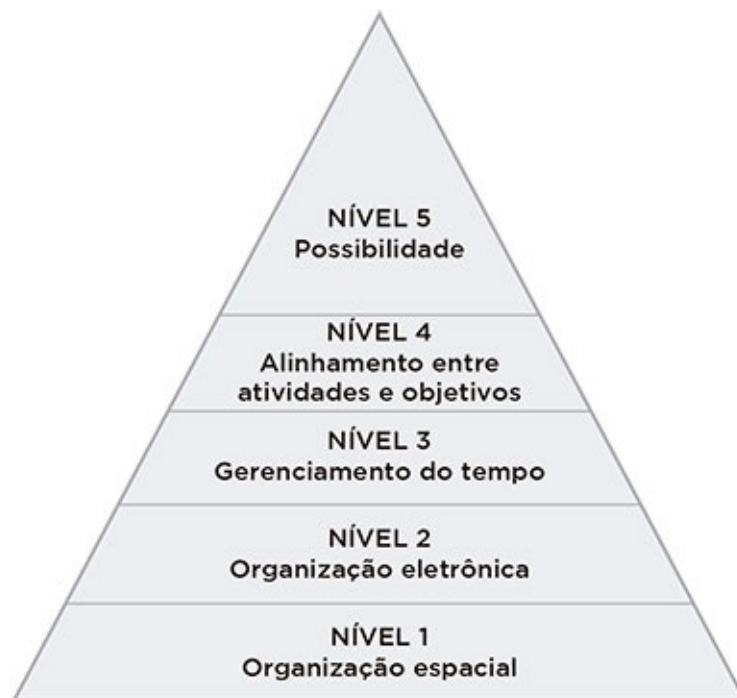 NÍVEL 5
Possibilidade
NÍVEL 4
Alinhamento entre
atividades e objetivos
NÍVEL 3
Gerenciamento do tempo
NÍVEL 2
Organização eletrônica
NÍVEL 1
Organização espacial